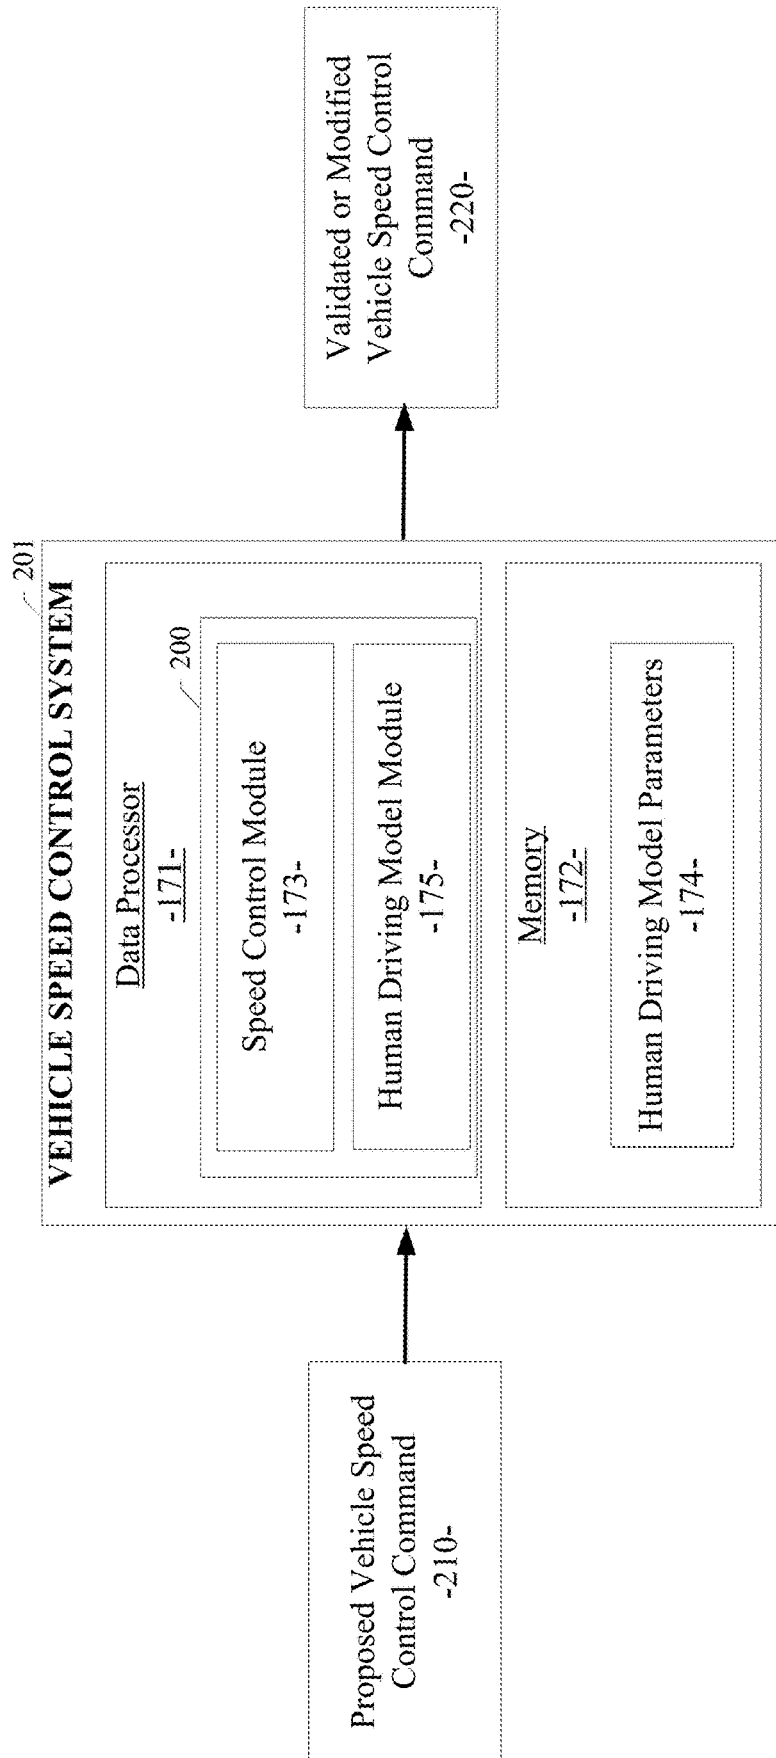 Proposed Vehicle Speed
Control Command
-210-
201
VEHICLE SPEED CONTROL SYSTEM
Data Processor
-171-
200
Speed Control Module
-173-
Human Driving Model Module
-175-
Memory
-172-
Human Driving Model Parameters
-174-
Validated or Modified
Vehicle Speed Control
Command
-220-